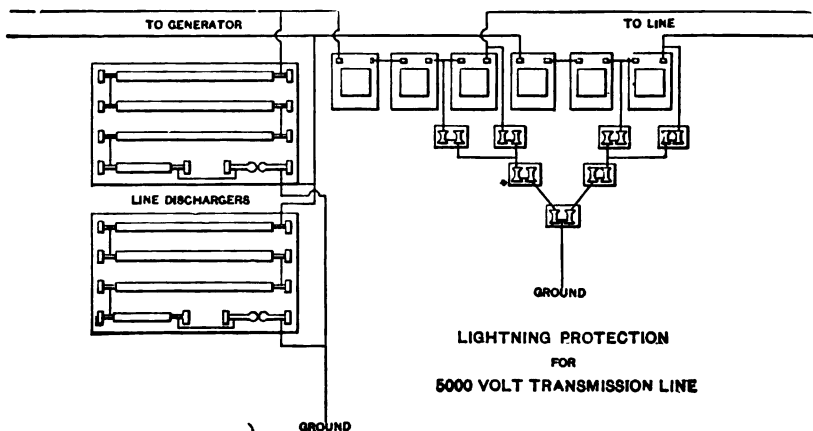 TO GENERATOR
TO LINE
LINE DISCHARGERS
GROUND
LIGHTNING PROTECTION
FOR
5000 VOLT TRANSMISSION LINE
GROUND